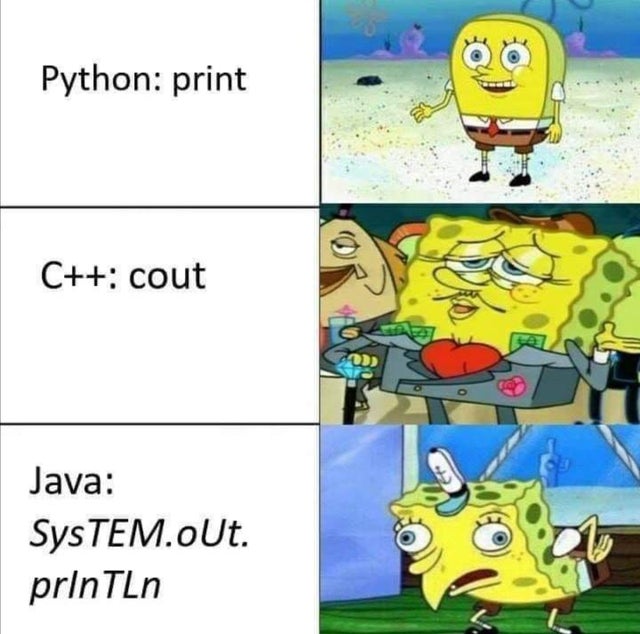 Python: print
C++: cout
Java:
SysTEM.oUt.
prInTLn